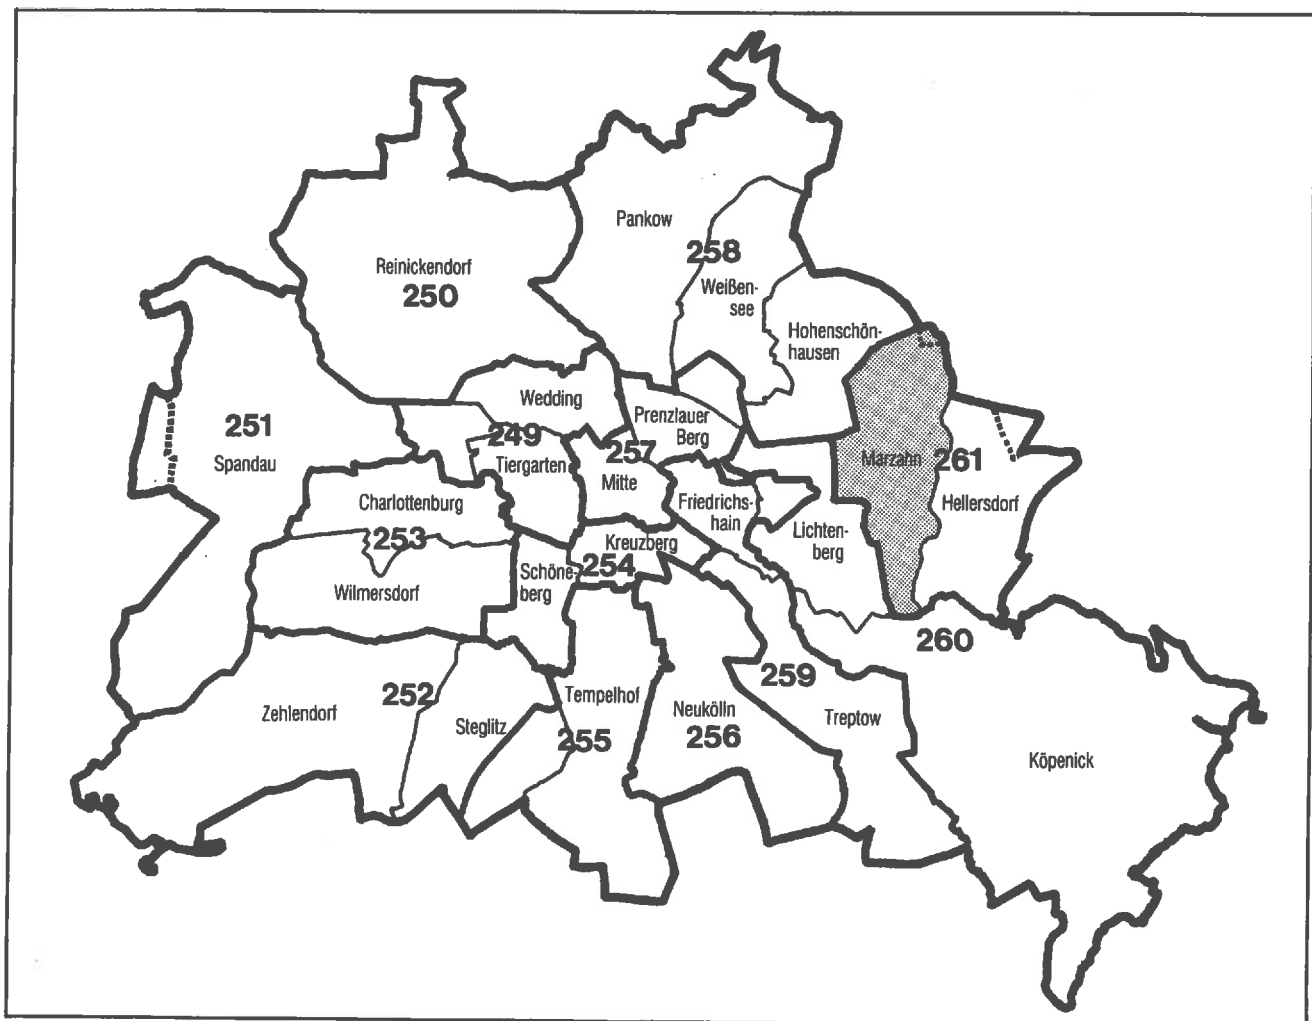 Pankow
258
Reinickendorf
250
Weißen-
see
Hohenschön-
hausen
Wedding
251
Spandau
249
Tiergarten
Prenzlauer
Berg
257
Mitte
Marzahn
261
Hellersdorf
Charlottenburg
253
Friedrichs-
hain
Lichten-
berg
Kreuzberg
254
Schöne-
berg
Wilmersdorf
260
252
Zehlendorf
Steglitz
Tempelhof
255
Neukölln
256
259
Treptow
Köpenick